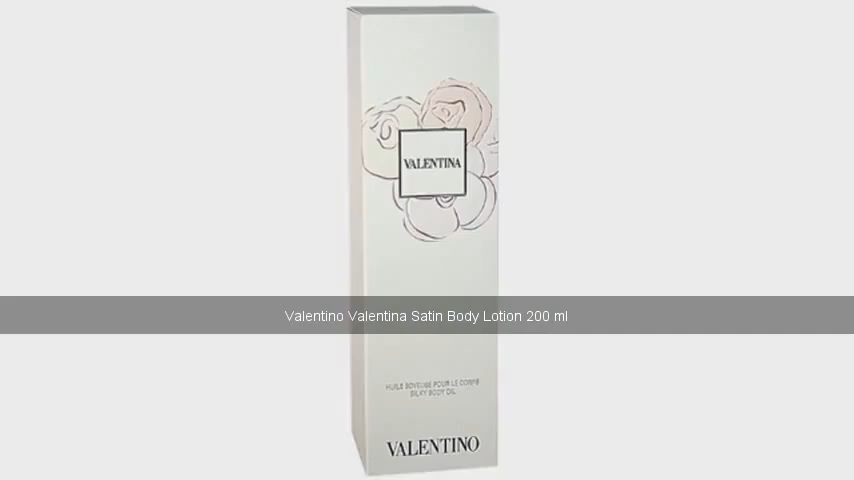 VALENTINA
Valentino Valentina Satin Body Lotion 200 ml
HUILE SOYEUSE POUR LE CORPS
SILKY BODY OIL
VALENTINO